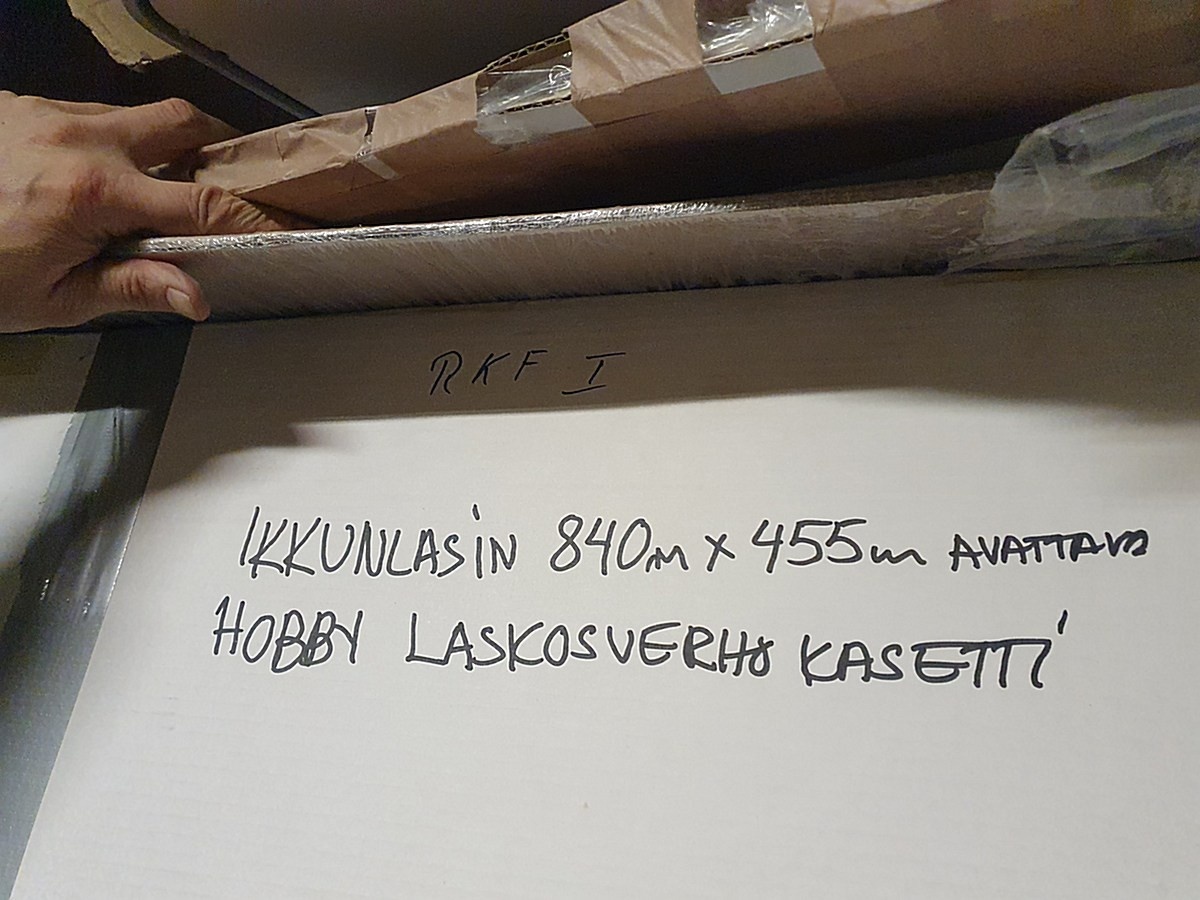 RKF I
IKKUNLASiN 840m x 455m AVATTAVA
HOBBY LASKOSVERHO KASETTI